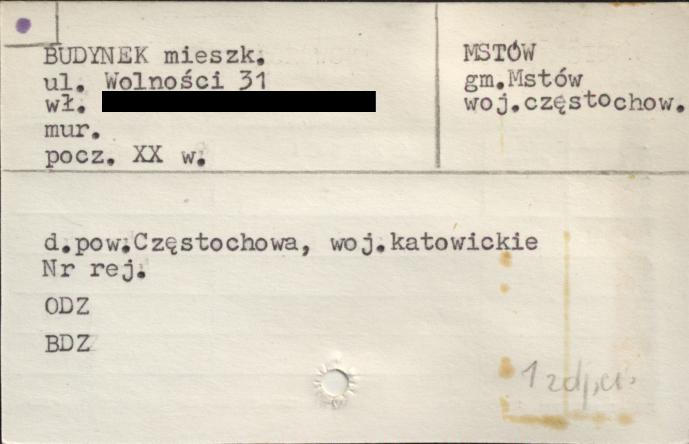 BUDYNEK mieszk.
ul. Wolności 31
wł.
mur.
pocz. XX w.
MSTÓW
gm.Mstów
woj.częstochow.
d.pow.Częstochowa, woj.katowickie
Nr rej.
ODZ
BDZ
1 zdj.